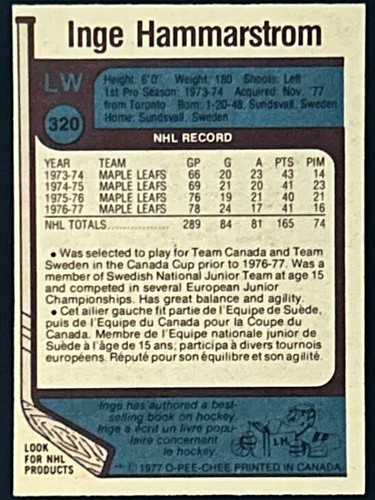 Inge Hammarstrom
LW
320
Height: 6'0" Weight: 180 Shoots: Left
1st Pro Season: 1973-74 Acquired: Nov. '77
from Toronto Born: 1-20-48, Sundsvall, Sweden
Home: Sundsvall, Sweden
NHL RECORD
YEAR TEAM GP G A PTS PIM
1973-74 MAPLE LEAFS 66 20 23 43 14
1974-75 MAPLE LEAFS 69 21 20 41 23
1975-76 MAPLE LEAFS 76 19 21 40 21
1976-77 MAPLE LEAFS 78 24 17 41 16
NHL TOTALS 289 84 81 165 74
• Was selected to play for Team Canada and Team
Sweden in the Canada Cup prior to 1976-77. Was a
member of Swedish National Junior Team at age 15
and competed in several European Junior
Championships. Has great balance and agility.
• Cet ailier gauche fit partie de l'Equipe de Suède,
puis de l'Equipe du Canada pour la Coupe du
Canada. Membre de l'Equipe nationale junior de
Suède à l'âge de 15 ans; participa à divers tournois
européens. Réputé pour son équilibre et son agilité.
Inge has authored a best-
selling book on hockey.
Inge a écrit un livre popu-
laire concernant
le hockey.
I.H.
LOOK
FOR NHL
PRODUCTS
** © 1977 O-PEE-CHEE PRINTED IN CANADA